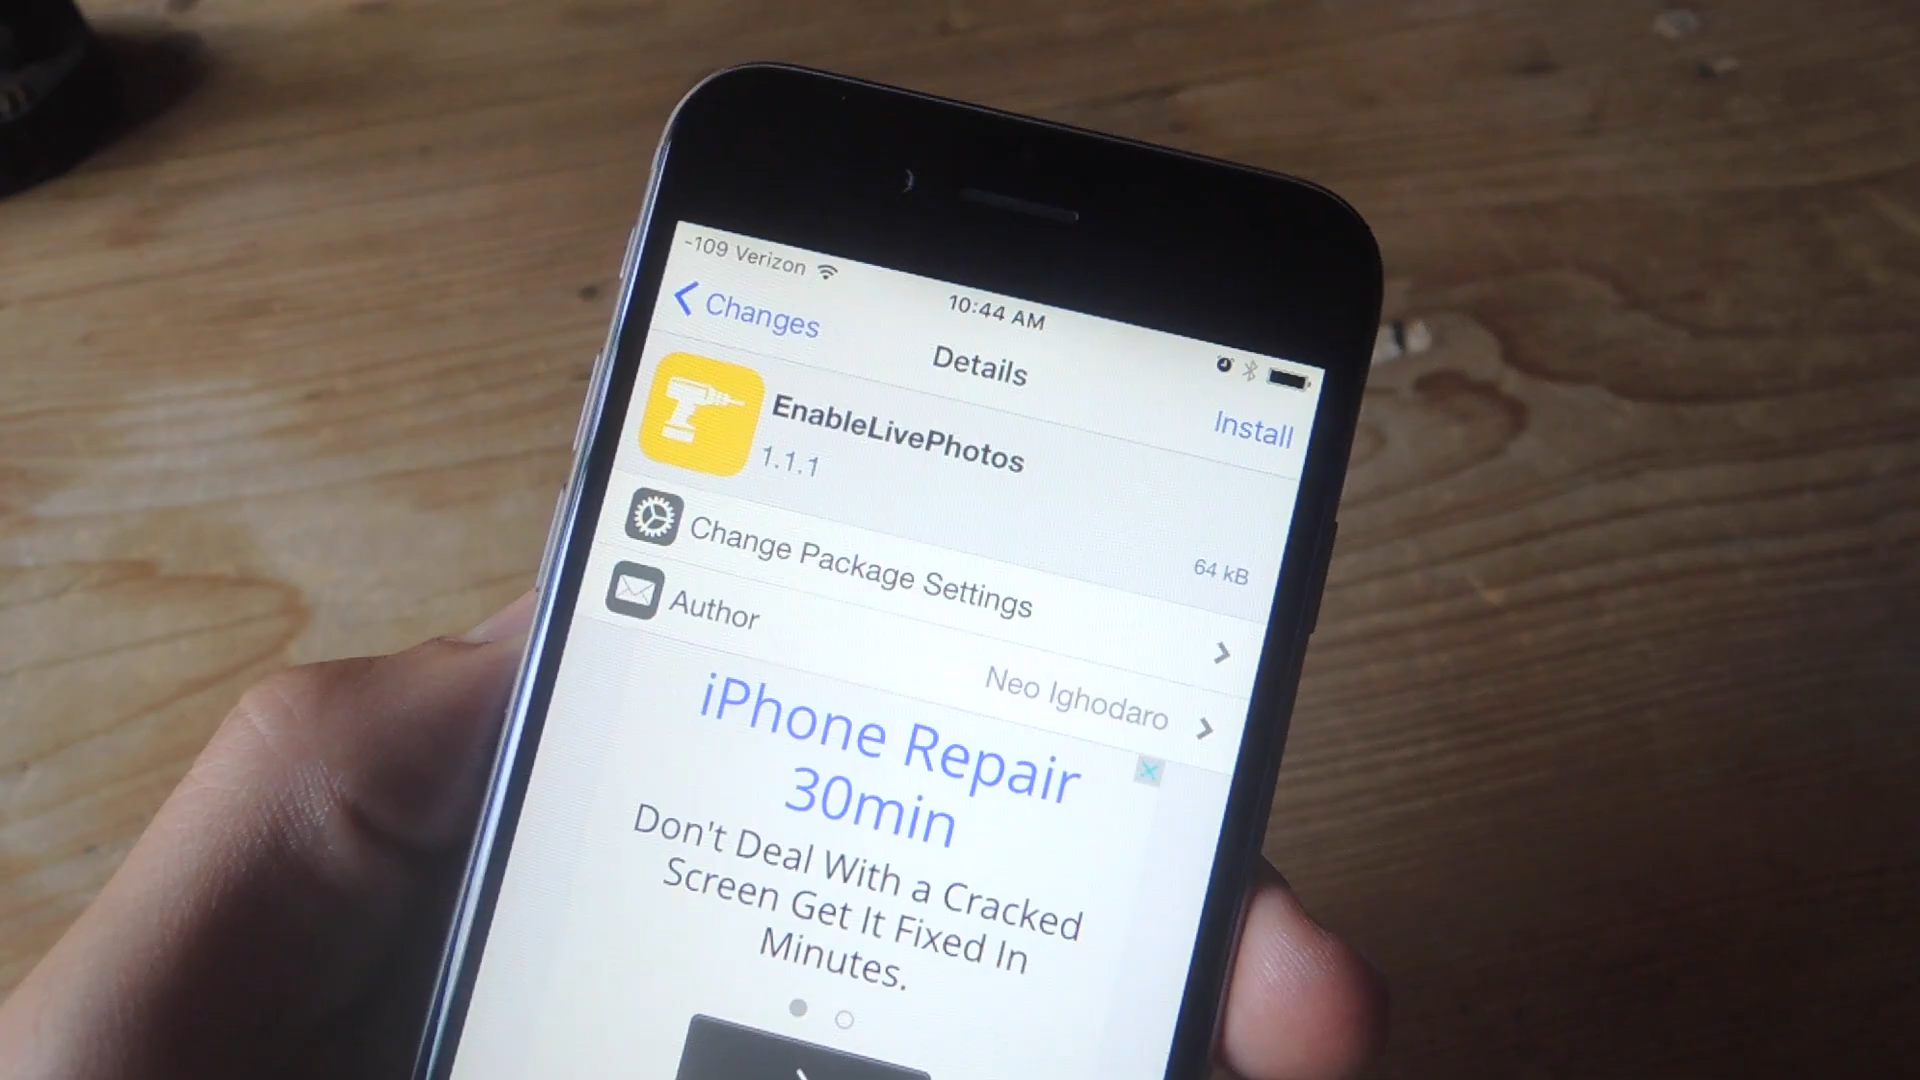 -109 Verizon
10:44 AM
Changes
Details
Install
EnableLivePhotos
1.1.1
64 kB
Change Package Settings
Author
Neo Ighodaro
iPhone Repair
30min
Don't Deal With a Cracked
Screen Get It Fixed In
Minutes.